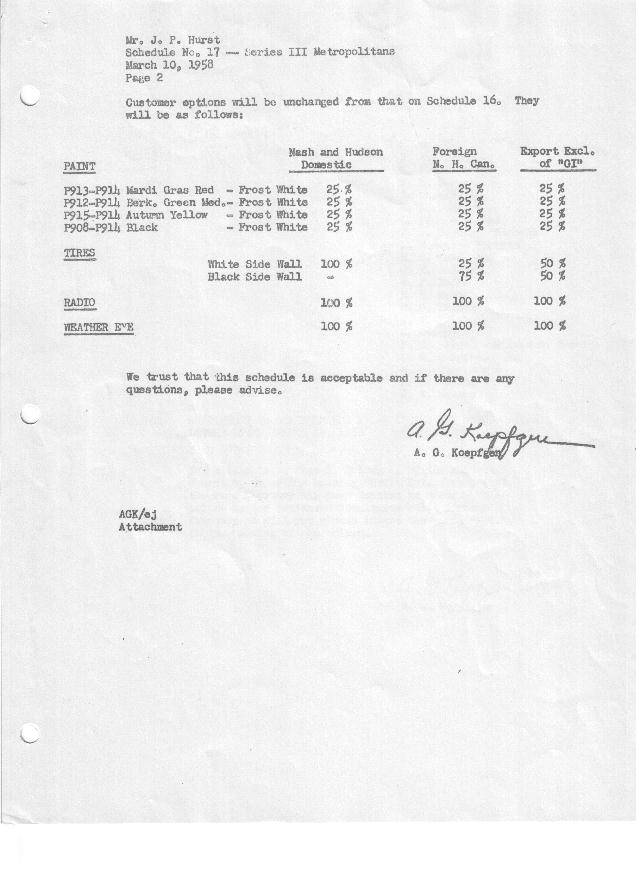 Mr. J. P. Hurst
Schedule No. 17 — Series III Metropolitans
March 10, 1958
Page 2
Customer options will be unchanged from that on Schedule 16. They
will be as follows:
Nash and Hudson Foreign Export Excl.
PAINT Domestic N. H. Can. of "GI"
P913-P914 Mardi Gras Red - Frost White 25 % 25 % 25 %
P912-P914 Berk. Green Med. - Frost White 25 % 25 % 25 %
P915-P914 Autumn Yellow - Frost White 25 % 25 % 25 %
P908-P914 Black - Frost White 25 % 25 % 25 %
TIRES
White Side Wall 100 % 25 % 50 %
Black Side Wall - 75 % 50 %
RADIO 100 % 100 % 100 %
WEATHER EYE 100 % 100 % 100 %
We trust that this schedule is acceptable and if there are any
questions, please advise.
A. G. Koepfgen
A. G. Koepfgen
AGK/ej
Attachment